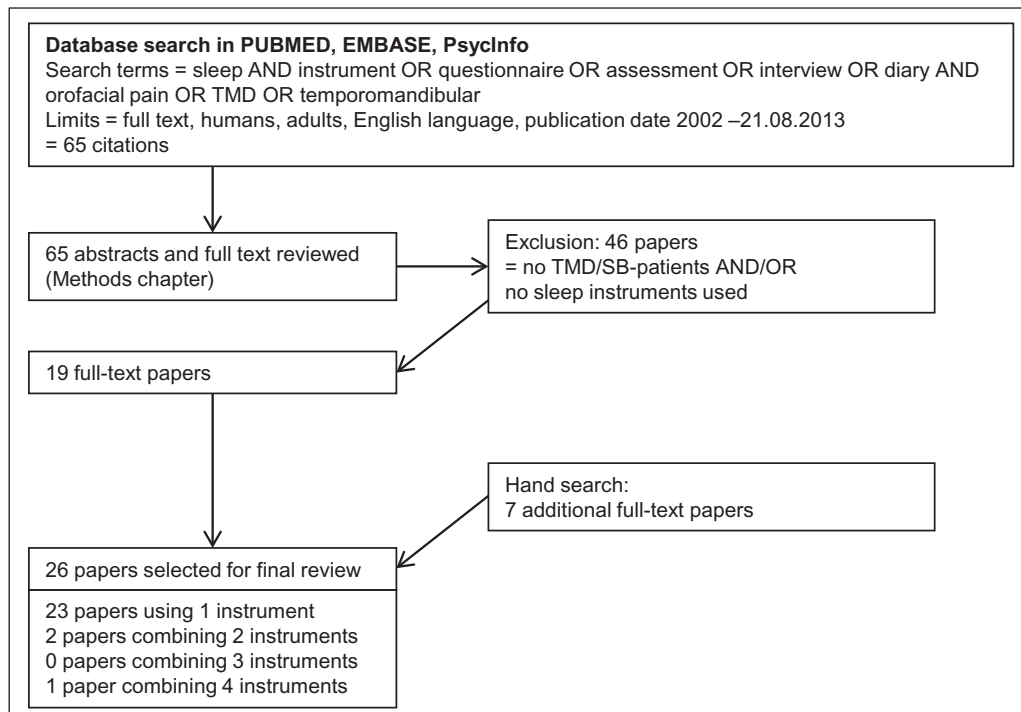 Database search in PUBMED, EMBASE, PsycInfo
Search terms = sleep AND instrument OR questionnaire OR assessment OR interview OR diary AND
orofacial pain OR TMD OR temporomandibular
Limits = full text, humans, adults, English language, publication date 2002 –21.08.2013
= 65 citations
65 abstracts and full text reviewed
(Methods chapter)
Exclusion: 46 papers
= no TMD/SB-patients AND/OR
no sleep instruments used
19 full-text papers
Hand search:
7 additional full-text papers
26 papers selected for final review
23 papers using 1 instrument
2 papers combining 2 instruments
0 papers combining 3 instruments
1 paper combining 4 instruments